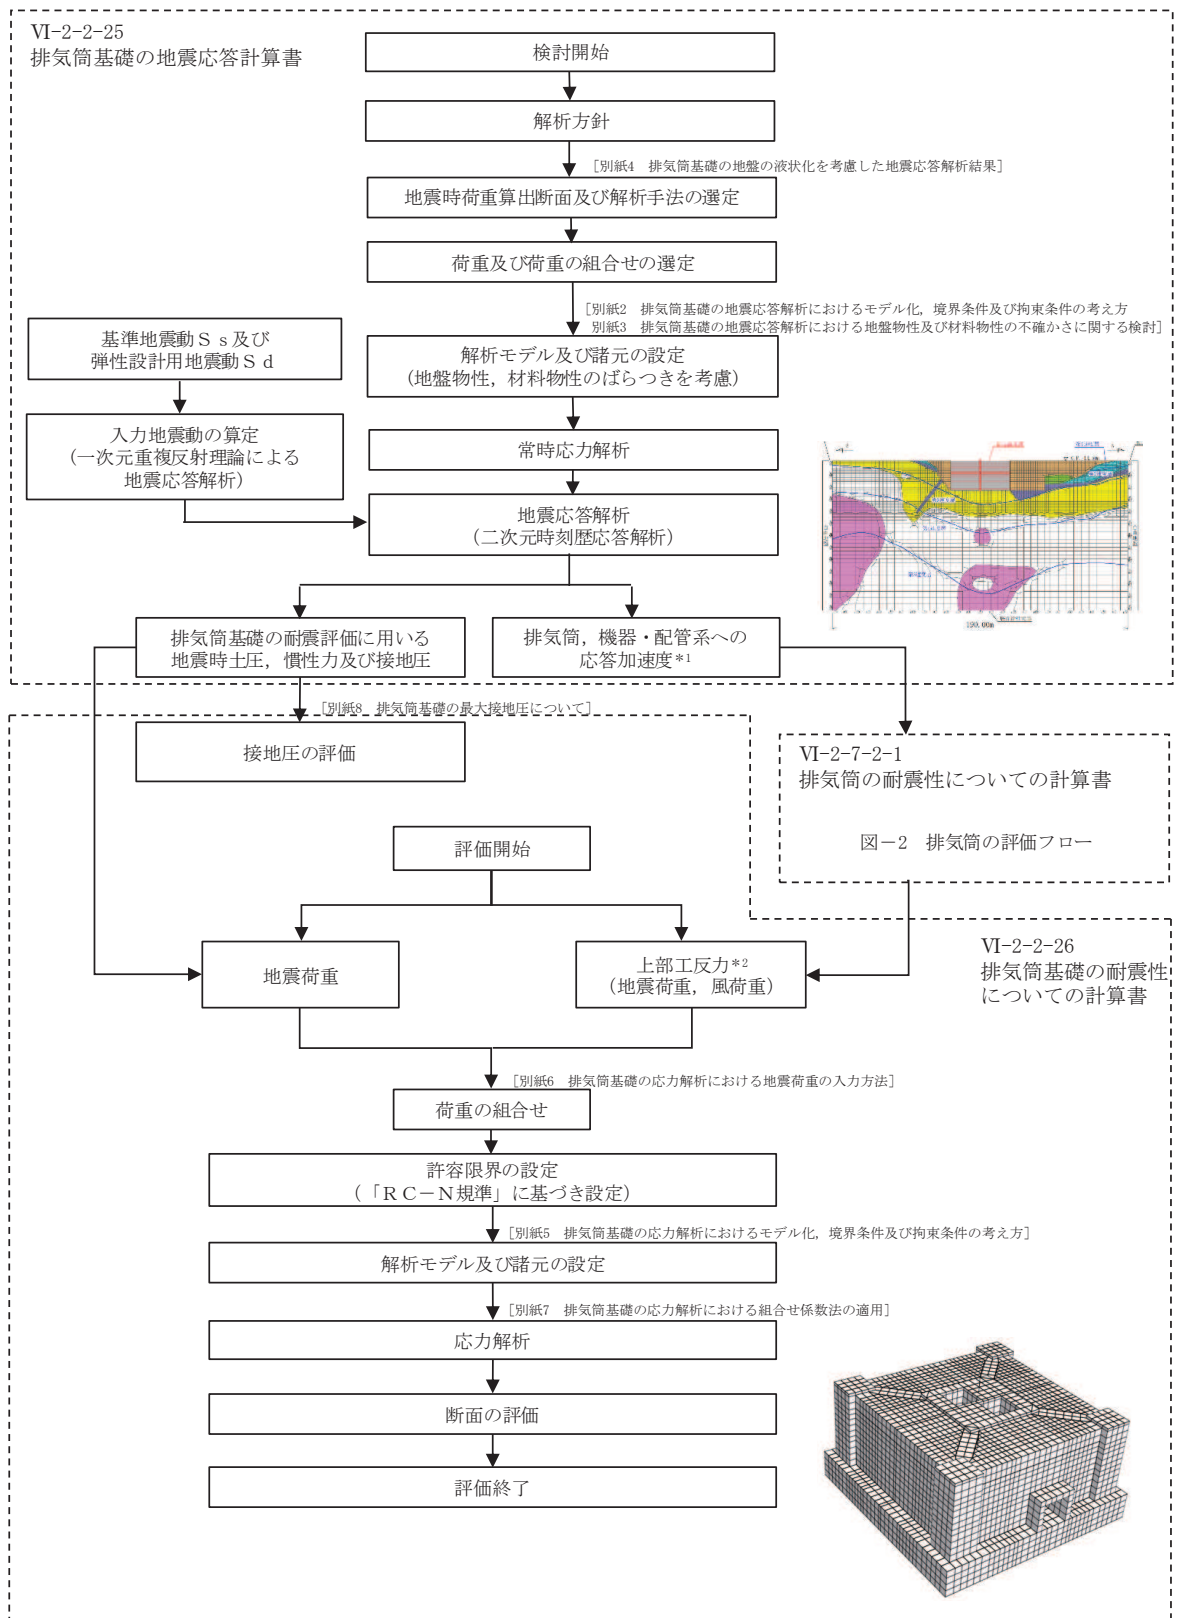 Ⅵ-2-2-25
排気筒基礎の地震応答計算書
検討開始
解析方針
[別紙4 排気筒基礎の地盤の液状化を考慮した地震応答解析結果]
地震時荷重算出断面及び解析手法の選定
荷重及び荷重の組合せの選定
[別紙2 排気筒基礎の地震応答解析におけるモデル化,境界条件及び拘束条件の考え方
別紙3 排気筒基礎の地震応答解析における地盤物性及び材料物性の不確かさに関する検討]
基準地震動Ss及び
弾性設計用地震動Sd
解析モデル及び諸元の設定
(地盤物性,材料物性のばらつきを考慮)
入力地震動の算定
(一次元重複反射理論による
地震応答解析)
常時応力解析
地震応答解析
(二次元時刻歴応答解析)
190.00m
排気筒基礎の耐震評価に用いる
地震時土圧,慣性力及び接地圧
排気筒,機器・配管系への
応答加速度*1
[別紙8 排気筒基礎の最大接地圧について]
接地圧の評価
Ⅵ-2-7-2-1
排気筒の耐震性についての計算書
図-2 排気筒の評価フロー
評価開始
地震荷重
上部工反力*2
(地震荷重,風荷重)
Ⅵ-2-2-26
排気筒基礎の耐震性
についての計算書
[別紙6 排気筒基礎の応力解析における地震荷重の入力方法]
荷重の組合せ
許容限界の設定
(「RC-N規準」に基づき設定)
[別紙5 排気筒基礎の応力解析におけるモデル化,境界条件及び拘束条件の考え方]
解析モデル及び諸元の設定
[別紙7 排気筒基礎の応力解析における組合せ係数法の適用]
応力解析
断面の評価
評価終了